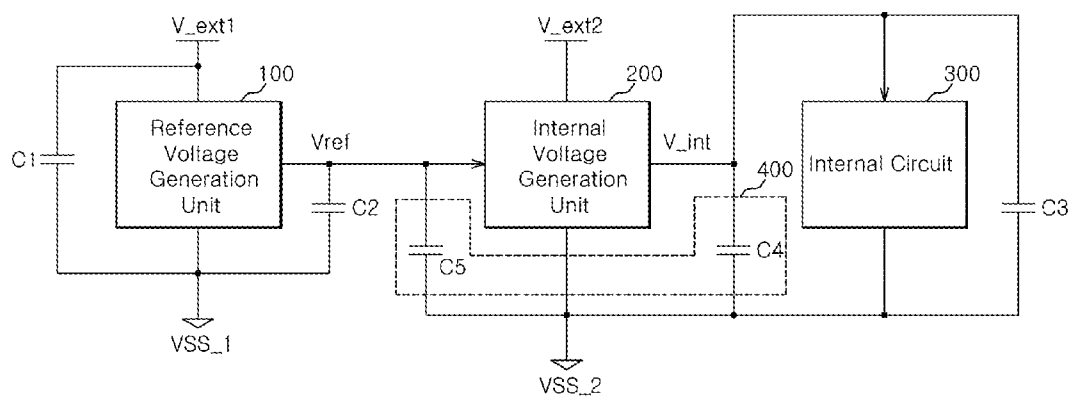 V_ext1
V_ext2
100
200
300
Reference
Voltage
Generation
Unit
Vref
Internal
Voltage
Generation
Unit
V_int
Internal Circuit
400
C1
C2
C3
C5
C4
VSS_1
VSS_2